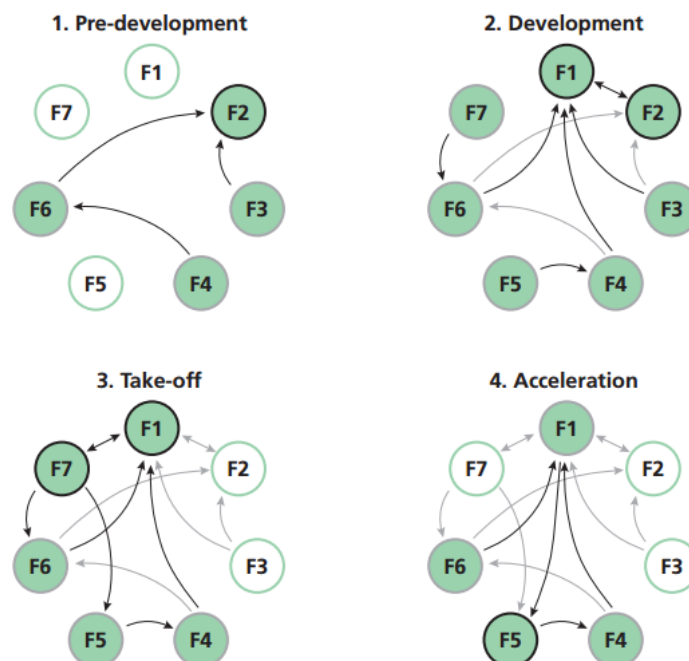 1. Pre-development
F1
F7
F2
F6
F3
F5
F4
2. Development
F1
F7
F2
F6
F3
F5
F4
3. Take-off
F1
F7
F2
F6
F3
F5
F4
4. Acceleration
F1
F7
F2
F6
F3
F5
F4